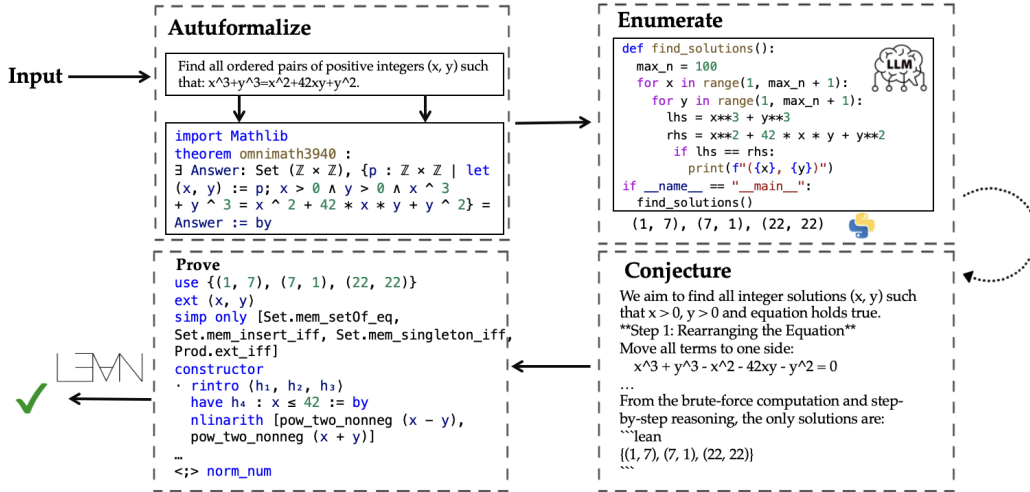 Input
Autuformalize
Find all ordered pairs of positive integers (x, y) such
that: x^3+y^3=x^2+42xy+y^2.
import Mathlib
theorem omnimath3940 :
∃ Answer: Set (ℤ × ℤ), {p : ℤ × ℤ | let
(x, y) := p; x > 0 ∧ y > 0 ∧ x ^ 3
+ y ^ 3 = x ^ 2 + 42 * x * y + y ^ 2} =
Answer := by
Enumerate
def find_solutions():
max_n = 100
for x in range(1, max_n + 1):
for y in range(1, max_n + 1):
lhs = x**3 + y**3
rhs = x**2 + 42 * x * y + y**2
if lhs == rhs:
print(f"({x}, {y})")
if __name__ == "__main__":
find_solutions()
LLM
(1, 7), (7, 1), (22, 22)
Conjecture
We aim to find all integer solutions (x, y) such
that x > 0, y > 0 and equation holds true.
**Step 1: Rearranging the Equation**
Move all terms to one side:
x^3 + y^3 - x^2 - 42xy - y^2 = 0
...
From the brute-force computation and step-
by-step reasoning, the only solutions are:
```lean
{(1, 7), (7, 1), (22, 22)}
```
Prove
use {(1, 7), (7, 1), (22, 22)}
ext ⟨x, y⟩
simp only [Set.mem_setOf_eq,
Set.mem_insert_iff, Set.mem_singleton_iff,
Prod.ext_iff]
constructor
· rintro ⟨h₁, h₂, h₃⟩
have h₄ : x ≤ 42 := by
nlinarith [pow_two_nonneg (x - y),
pow_two_nonneg (x + y)]
…
<;> norm_num
L∃∀N